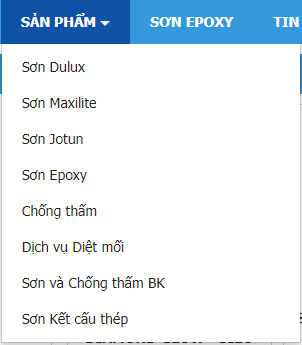 SẢN PHẨM SƠN EPOXY TIN
Sơn Dulux
Sơn Maxilite
Sơn Jotun
Sơn Epoxy
Chống thấm
Dịch vụ Diệt mối
Sơn và Chống thấm BK
Sơn Kết cấu thép